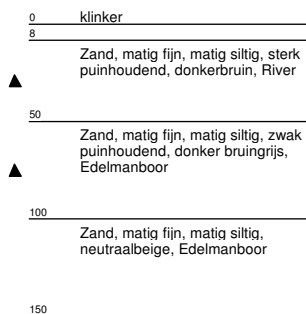 0 klinker
8
Zand, matig fijn, matig siltig, sterk
puinhoudend, donkerbruin, River
50
Zand, matig fijn, matig siltig, zwak
puinhoudend, donker bruingrijs,
Edelmanboor
100
Zand, matig fijn, matig siltig,
neutraalbeige, Edelmanboor
150